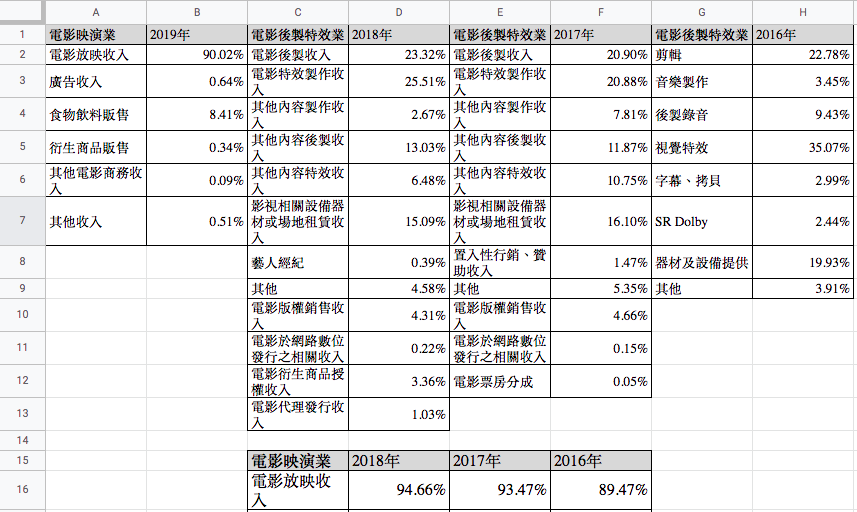 A B C D E F G H
1 電影映演業 2019年 電影後製特效業 2018年 電影後製特效業 2017年 電影後製特效業 2016年
2 電影放映收入 90.02% 電影後製收入 23.32% 電影後製收入 20.90% 剪輯 22.78%
3 廣告收入 0.64% 電影特效製作收入 25.51% 電影特效製作收入 20.88% 音樂製作 3.45%
4 食物飲料販售 8.41% 其他內容製作收入 2.67% 其他內容製作收入 7.81% 後製錄音 9.43%
5 衍生商品販售 0.34% 其他內容後製收入 13.03% 其他內容後製收入 11.87% 視覺特效 35.07%
6 其他電影商務收入 0.09% 其他內容特效收入 6.48% 其他內容特效收入 10.75% 字幕、拷貝 2.99%
7 其他收入 0.51% 影視相關設備器材或場地租賃收入 15.09% 影視相關設備器材或場地租賃收入 16.10% SR Dolby 2.44%
8 藝人經紀 0.39% 置入性行銷、贊助收入 1.47% 器材及設備提供 19.93%
9 其他 4.58% 其他 5.35% 其他 3.91%
10 電影版權銷售收入 4.31% 電影版權銷售收入 4.66%
11 電影於網路數位發行之相關收入 0.22% 電影於網路數位發行之相關收入 0.15%
12 電影衍生商品授權收入 3.36% 電影票房分成 0.05%
13 電影代理發行收入 1.03%
14
15 電影映演業 2018年 2017年 2016年
16 電影放映收入 94.66% 93.47% 89.47%